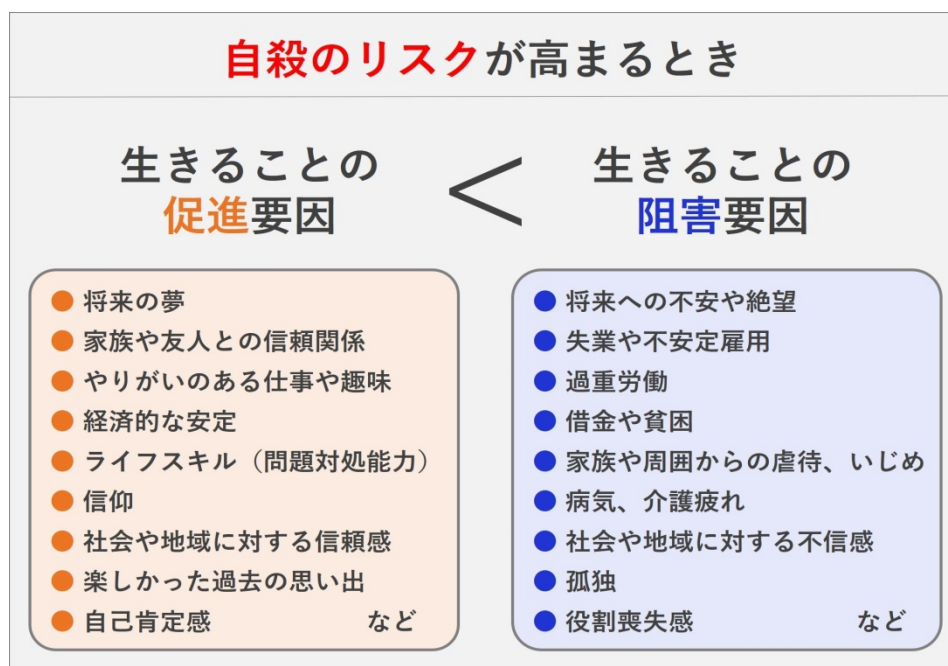 自殺のリスクが高まるとき
生きることの
促進要因
<
生きることの
阻害要因
● 将来の夢
● 家族や友人との信頼関係
● やりがいのある仕事や趣味
● 経済的な安定
● ライフスキル（問題対処能力）
● 信仰
● 社会や地域に対する信頼感
● 楽しかった過去の思い出
● 自己肯定感 など
● 将来への不安や絶望
● 失業や不安定雇用
● 過重労働
● 借金や貧困
● 家族や周囲からの虐待、いじめ
● 病気、介護疲れ
● 社会や地域に対する不信感
● 孤独
● 役割喪失感 など